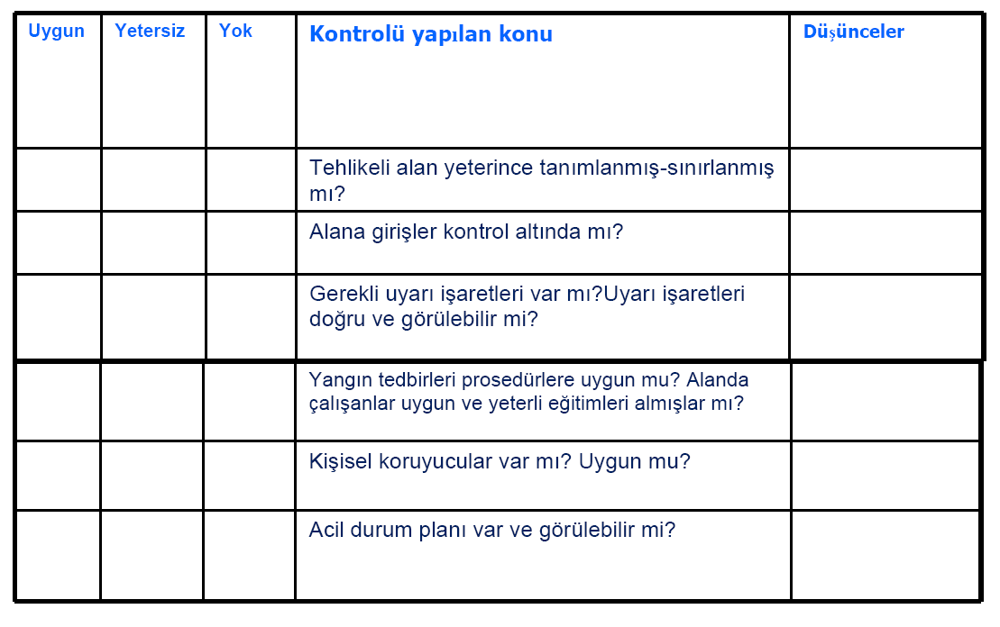 Uygun Yetersiz Yok Kontrolü yapılan konu Düşünceler
Tehlikeli alan yeterince tanımlanmış-sınırlanmış
mı?
Alana girişler kontrol altında mı?
Gerekli uyarı işaretleri var mı?Uyarı işaretleri
doğru ve görülebilir mi?
Yangın tedbirleri prosedürlere uygun mu? Alanda
çalışanlar uygun ve yeterli eğitimleri almışlar mı?
Kişisel koruyucular var mı? Uygun mu?
Acil durum planı var ve görülebilir mi?